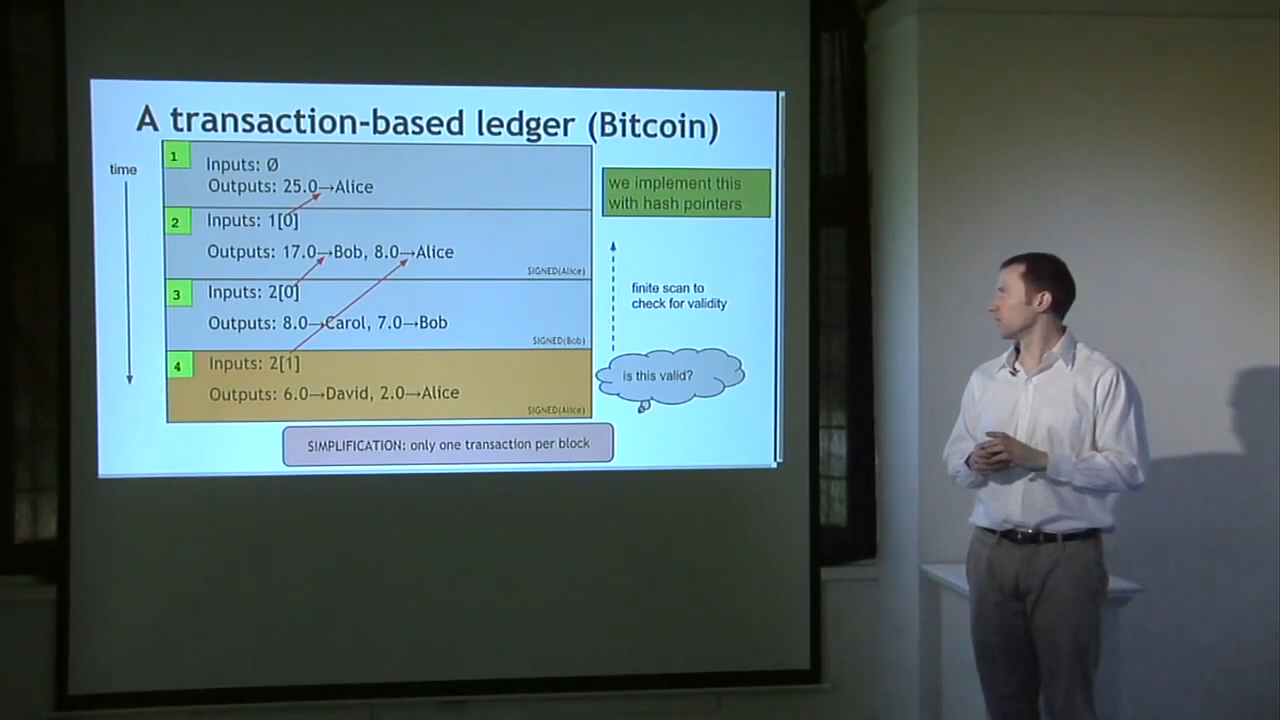 A transaction-based ledger (Bitcoin)
time
1
Inputs: Ø
Outputs: 25.0→Alice
2
Inputs: 1[0]
Outputs: 17.0→Bob, 8.0→Alice
SIGNED(Alice)
3
Inputs: 2[0]
Outputs: 8.0→Carol, 7.0→Bob
SIGNED(Bob)
4
Inputs: 2[1]
Outputs: 6.0→David, 2.0→Alice
SIGNED(Alice)
we implement this
with hash pointers
finite scan to
check for validity
is this valid?
SIMPLIFICATION: only one transaction per block